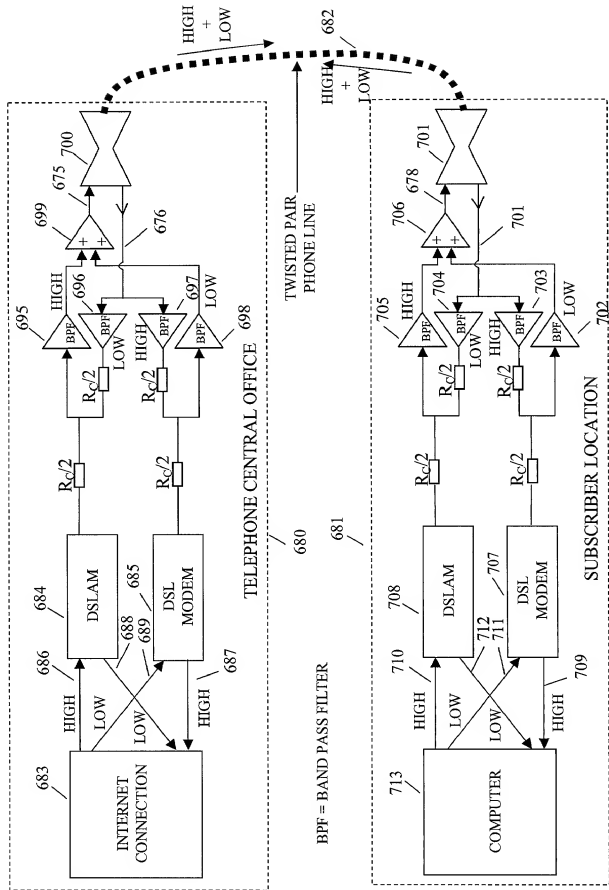 HIGH
+
LOW
682
HIGH
+
LOW
TWISTED PAIR
PHONE LINE
700
675
699
+
+
676
695
HIGH
BPF
696
BPF
LOW
697
HIGH
BPF
BPF
LOW
698
RC/2
RC/2
RC/2
RC/2
TELEPHONE CENTRAL OFFICE
680
684
DSLAM
685
DSL
MODEM
686
HIGH
LOW
688
689
LOW
HIGH
687
683
INTERNET
CONNECTION
BPF = BAND PASS FILTER
681
701
678
706
+
+
701
705
HIGH
BPF
704
BPF
LOW
703
HIGH
BPF
BPF
LOW
702
RC/2
RC/2
RC/2
RC/2
SUBSCRIBER LOCATION
708
DSLAM
707
DSL
MODEM
710
HIGH
LOW
712
711
LOW
HIGH
709
713
COMPUTER